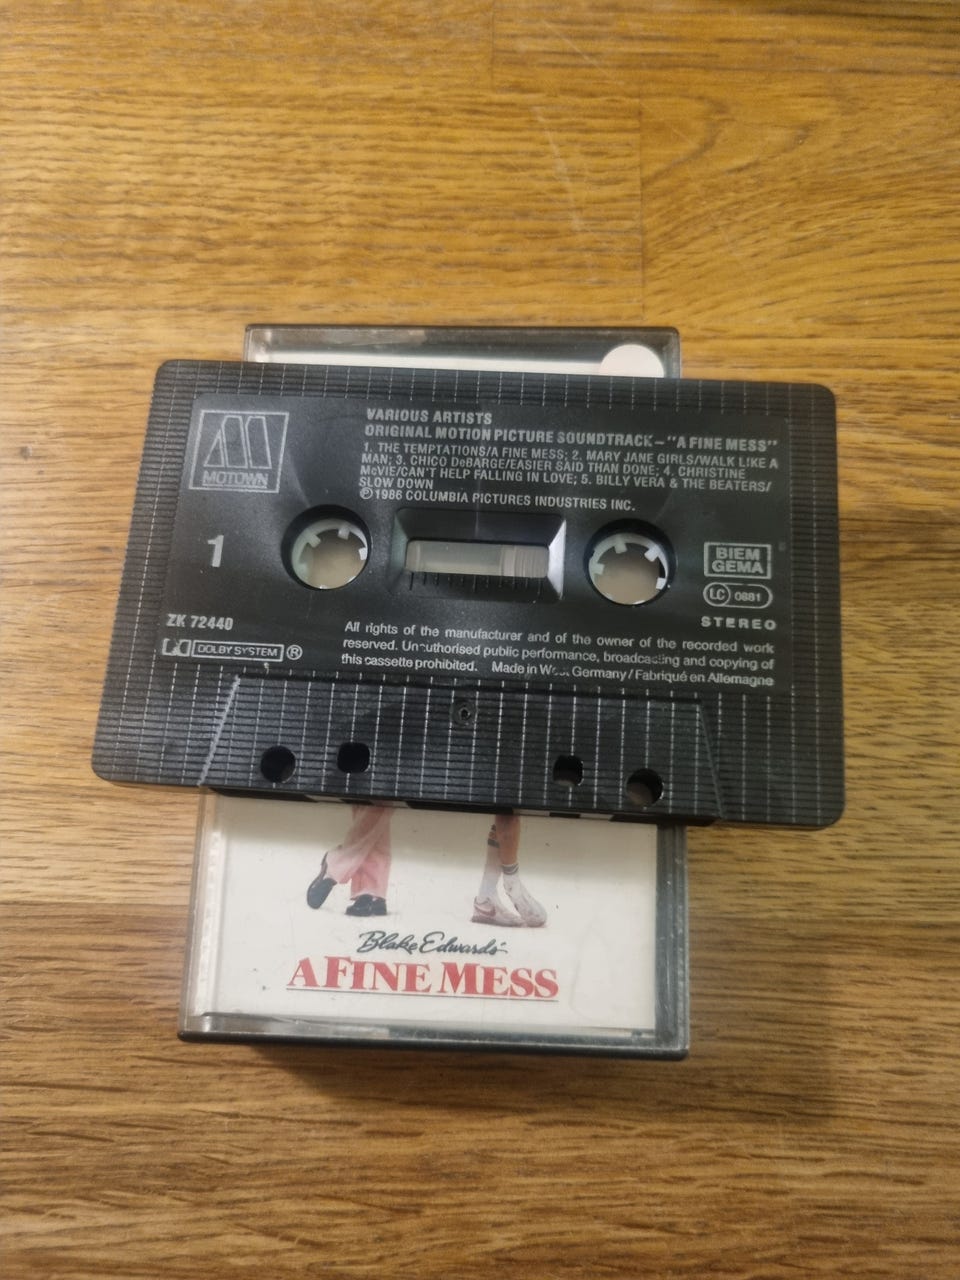 MOTOWN
VARIOUS ARTISTS
ORIGINAL MOTION PICTURE SOUNDTRACK – "A FINE MESS"
1. THE TEMPTATIONS/A FINE MESS; 2. MARY JANE GIRLS/WALK LIKE A
MAN; 3. CHICO DeBARGE/EASIER SAID THAN DONE; 4. CHRISTINE
McVIE/CAN'T HELP FALLING IN LOVE; 5. BILLY VERA & THE BEATERS/
SLOW DOWN
℗1986 COLUMBIA PICTURES INDUSTRIES INC.
1
BIEM
GEMA
LC 0881
STEREO
ZK 72440
DOLBY SYSTEM ®
All rights of the manufacturer and of the owner of the recorded work
reserved. Unauthorised public performance, broadcasting and copying of
this cassette prohibited. Made in West Germany / Fabriqué en Allemagne
Blake Edwards'
A FINE MESS